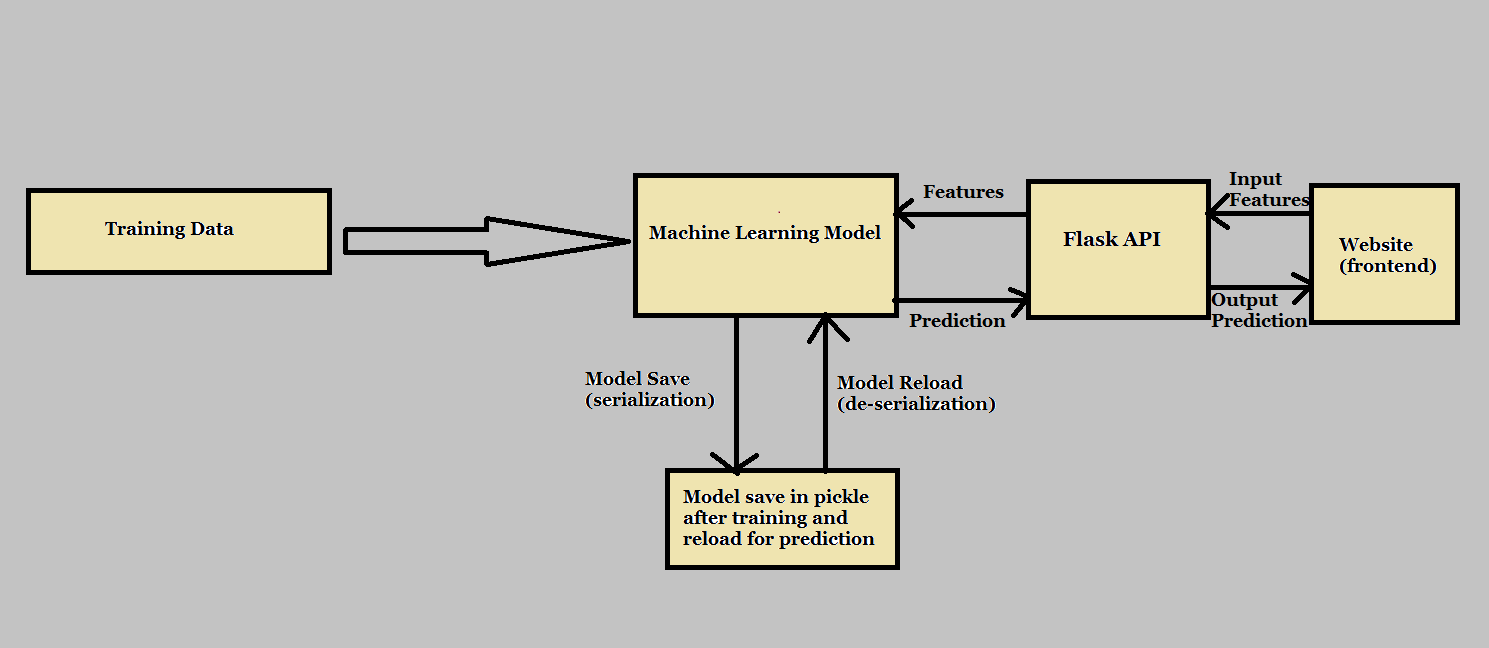 Training Data
Machine Learning Model
Features
Prediction
Flask API
Input
Features
Output
Prediction
Website
(frontend)
Model Save
(serialization)
Model Reload
(de-serialization)
Model save in pickle
after training and
reload for prediction